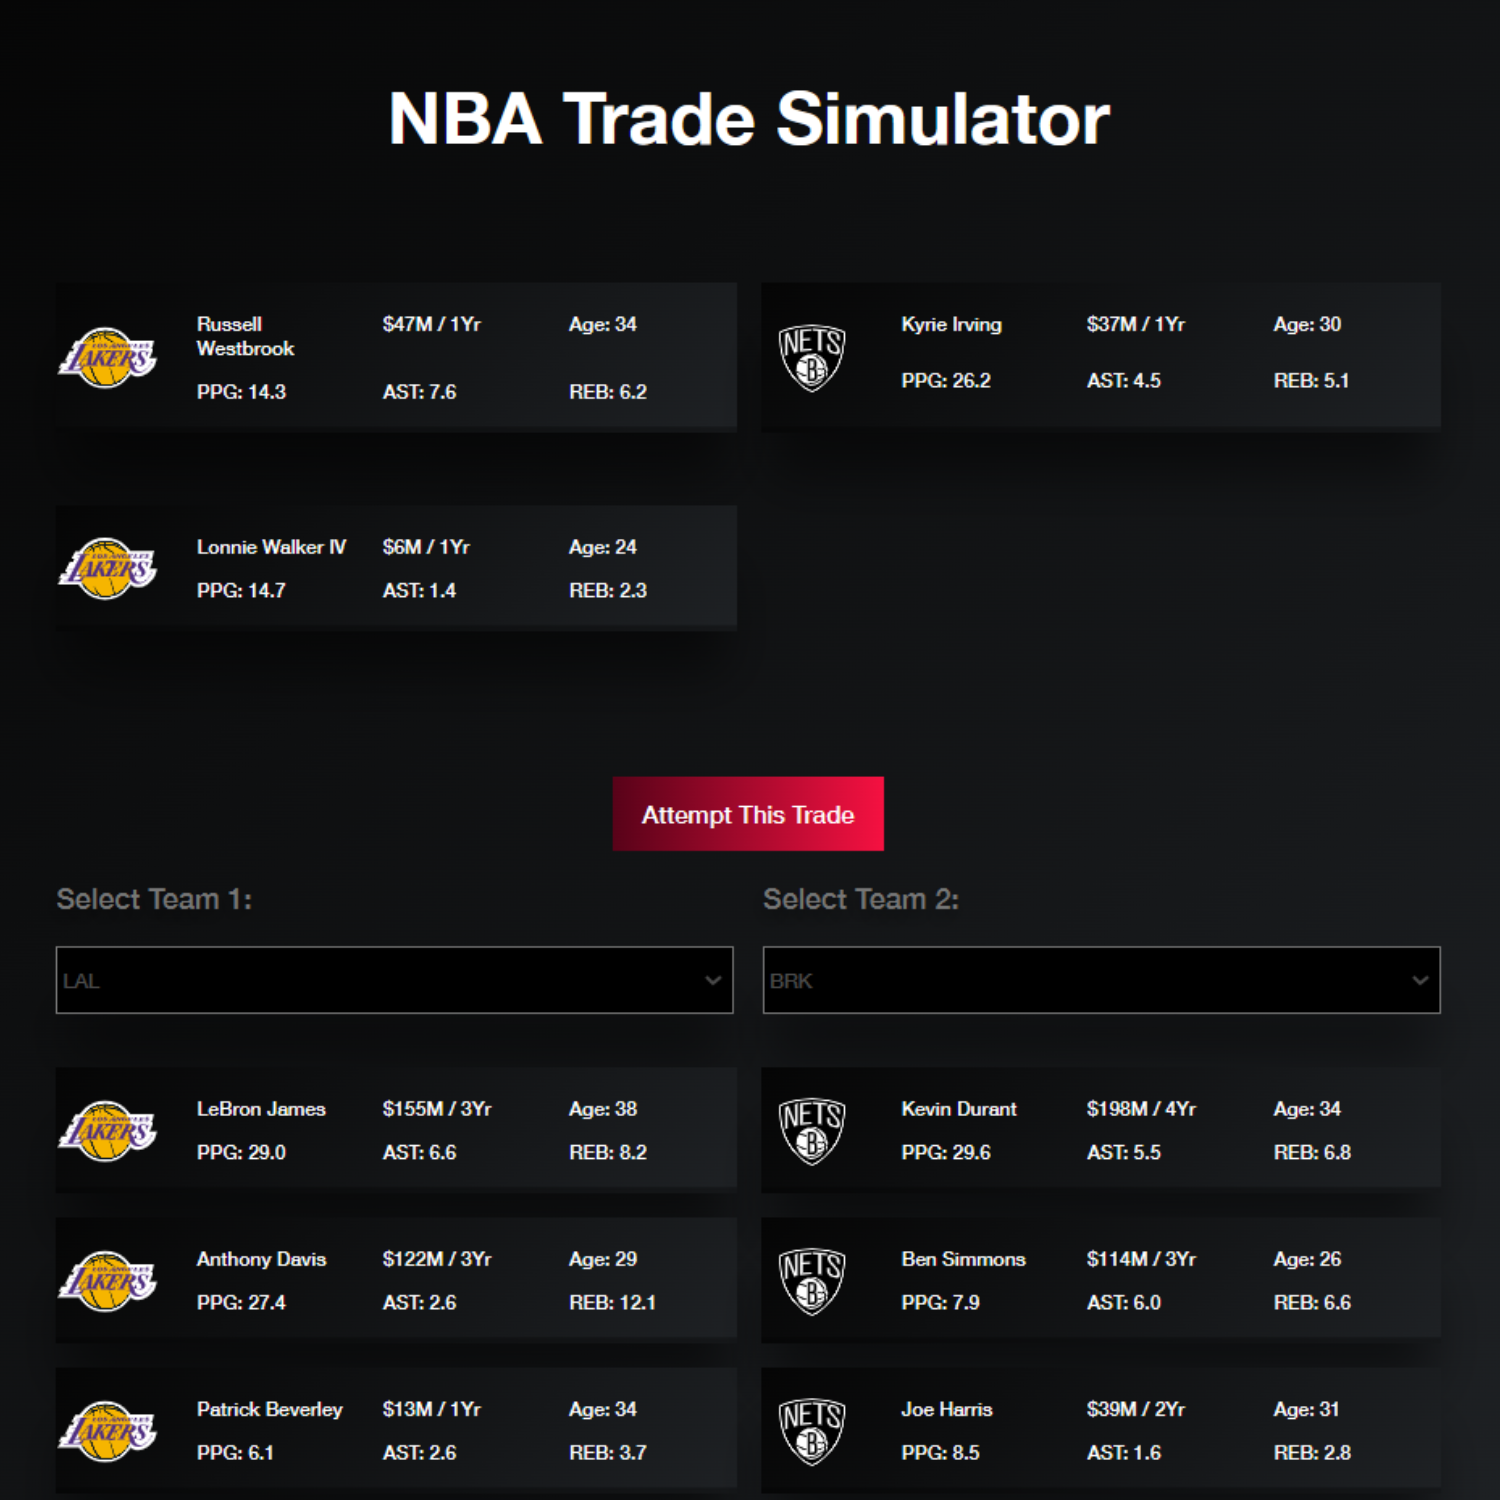 NBA Trade Simulator
LOS ANGELES
LAKERS
Russell
Westbrook
$47M / 1Yr
Age: 34
PPG: 14.3
AST: 7.6
REB: 6.2
NETS
B
Kyrie Irving
$37M / 1Yr
Age: 30
PPG: 26.2
AST: 4.5
REB: 5.1
LOS ANGELES
LAKERS
Lonnie Walker IV
$6M / 1Yr
Age: 24
PPG: 14.7
AST: 1.4
REB: 2.3
Attempt This Trade
Select Team 1:
Select Team 2:
LAL
BRK
LOS ANGELES
LAKERS
LeBron James
$155M / 3Yr
Age: 38
PPG: 29.0
AST: 6.6
REB: 8.2
NETS
B
Kevin Durant
$198M / 4Yr
Age: 34
PPG: 29.6
AST: 5.5
REB: 6.8
LOS ANGELES
LAKERS
Anthony Davis
$122M / 3Yr
Age: 29
PPG: 27.4
AST: 2.6
REB: 12.1
NETS
B
Ben Simmons
$114M / 3Yr
Age: 26
PPG: 7.9
AST: 6.0
REB: 6.6
LOS ANGELES
LAKERS
Patrick Beverley
$13M / 1Yr
Age: 34
PPG: 6.1
AST: 2.6
REB: 3.7
NETS
B
Joe Harris
$39M / 2Yr
Age: 31
PPG: 8.5
AST: 1.6
REB: 2.8